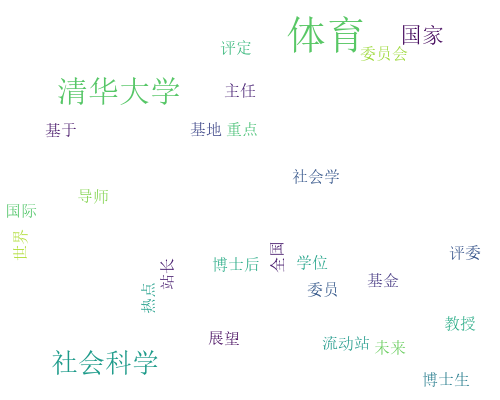 体育
国家
评定
委员会
清华大学
主任
基于
基地
重点
社会学
导师
国际
世界
全国
评委
站长
博士后
学位
热点
委员
基金
教授
展望
流动站
未来
社会科学
博士生